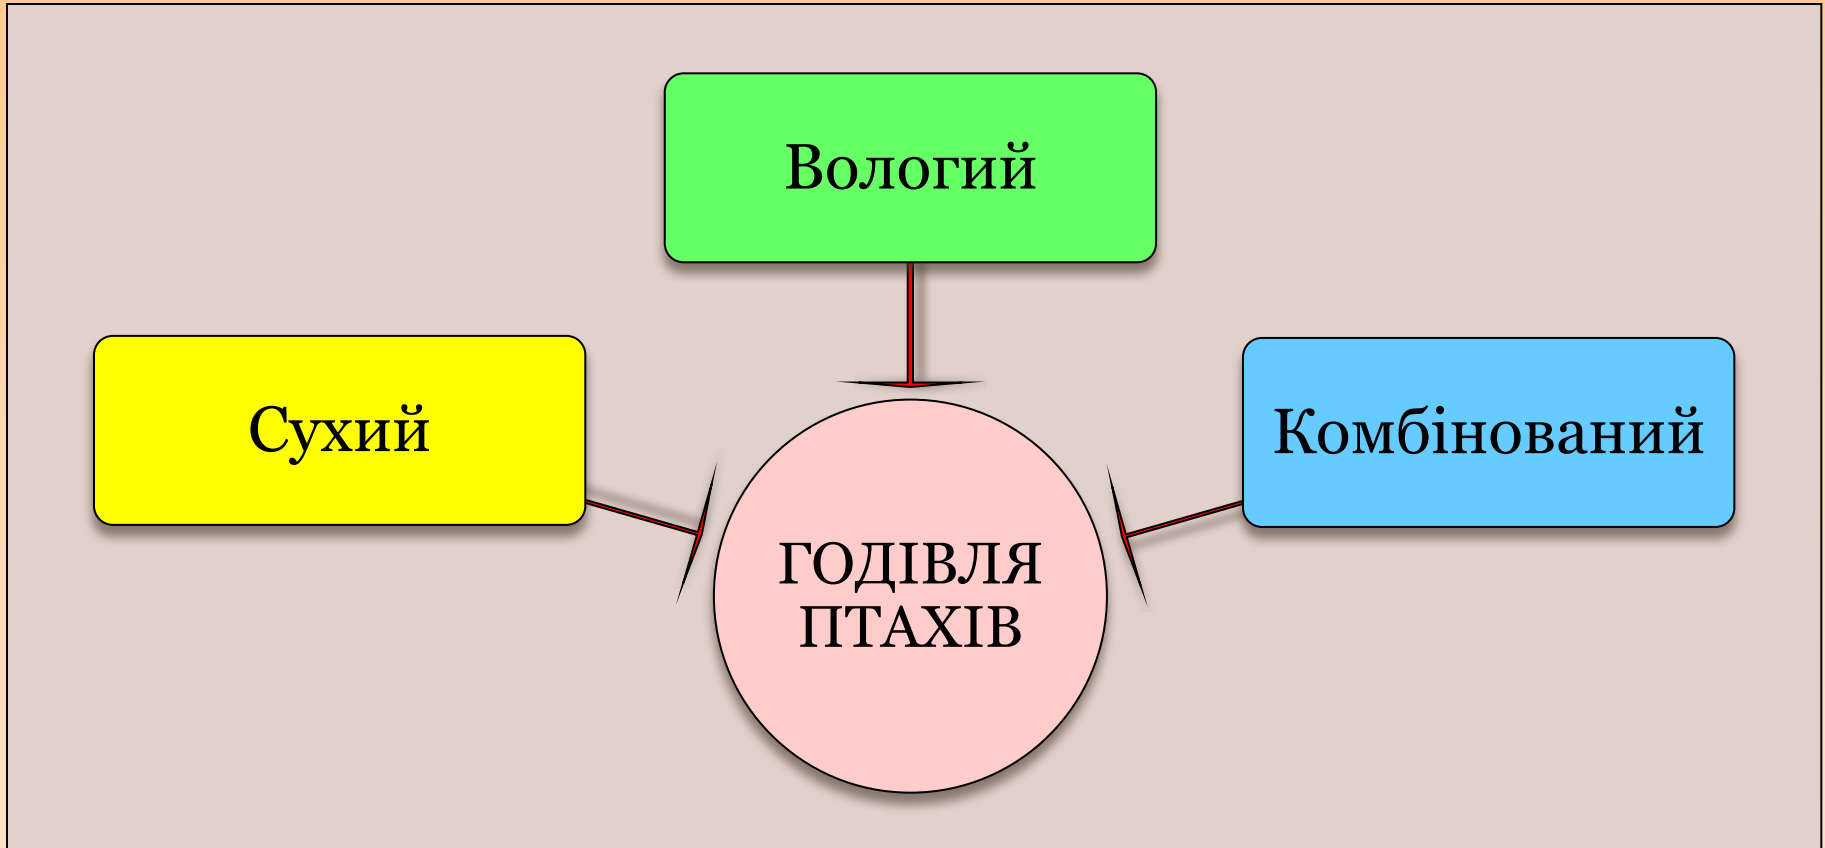 Вологий
Сухий
Комбінований
ГОДІВЛЯ
ПТАХІВ